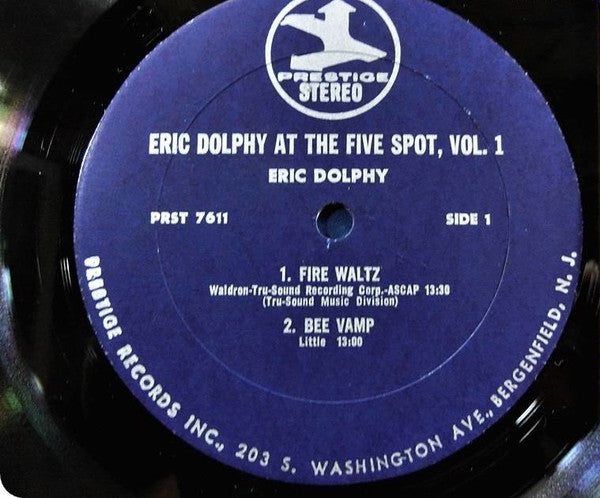 PRESTIGE
STEREO
ERIC DOLPHY AT THE FIVE SPOT, VOL. 1
ERIC DOLPHY
PRST 7611 SIDE 1
1. FIRE WALTZ
Waldron-Tru-Sound Recording Corp.-ASCAP 13:30
(Tru-Sound Music Division)
2. BEE VAMP
Little 13:00
PRESTIGE RECORDS INC., 203 S. WASHINGTON AVE., BERGENFIELD, N. J.